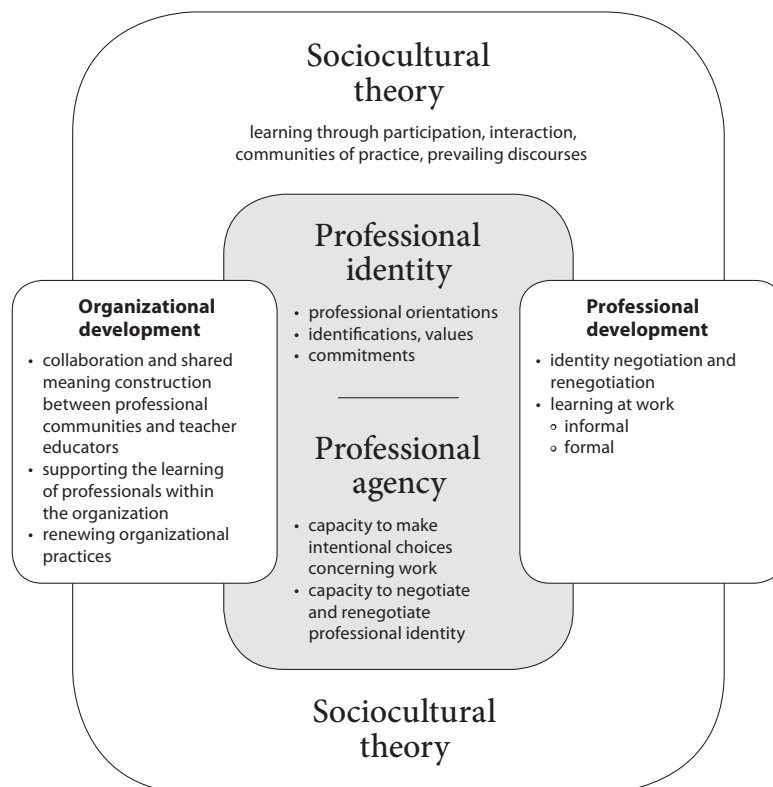 Sociocultural
theory
learning through participation, interaction,
communities of practice, prevailing discourses
Professional
identity
• professional orientations
• identifications, values
• commitments
Organizational
development
• collaboration and shared
meaning construction
between professional
communities and teacher
educators
• supporting the learning
of professionals within
the organization
• renewing organizational
practices
Professional
agency
• capacity to make
intentional choices
concerning work
• capacity to negotiate
and renegotiate
professional identity
Professional
development
• identity negotiation and
renegotiation
• learning at work
∘ informal
∘ formal
Sociocultural
theory